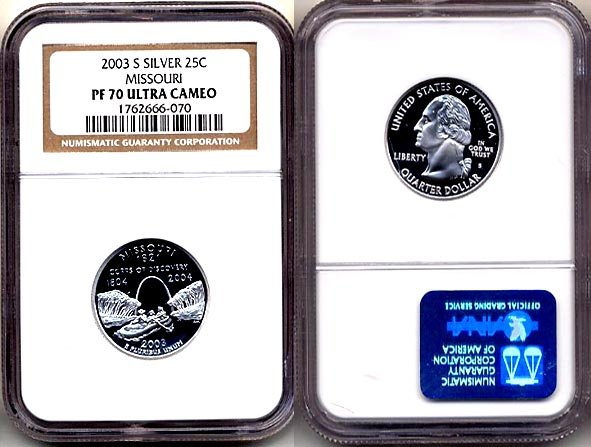 2003 S SILVER 25C
MISSOURI
PF 70 ULTRA CAMEO
1762666-070
NUMISMATIC GUARANTY CORPORATION
MISSOURI
1821
CORPS OF DISCOVERY
1804 2004
2003
E PLURIBUS UNUM
UNITED STATES OF AMERICA
LIBERTY
IN
GOD WE
TRUST
S
QUARTER DOLLAR
NUMISMATIC
GUARANTY
CORPORATION
OF AMERICA
ANA
OFFICIAL GRADING SERVICE